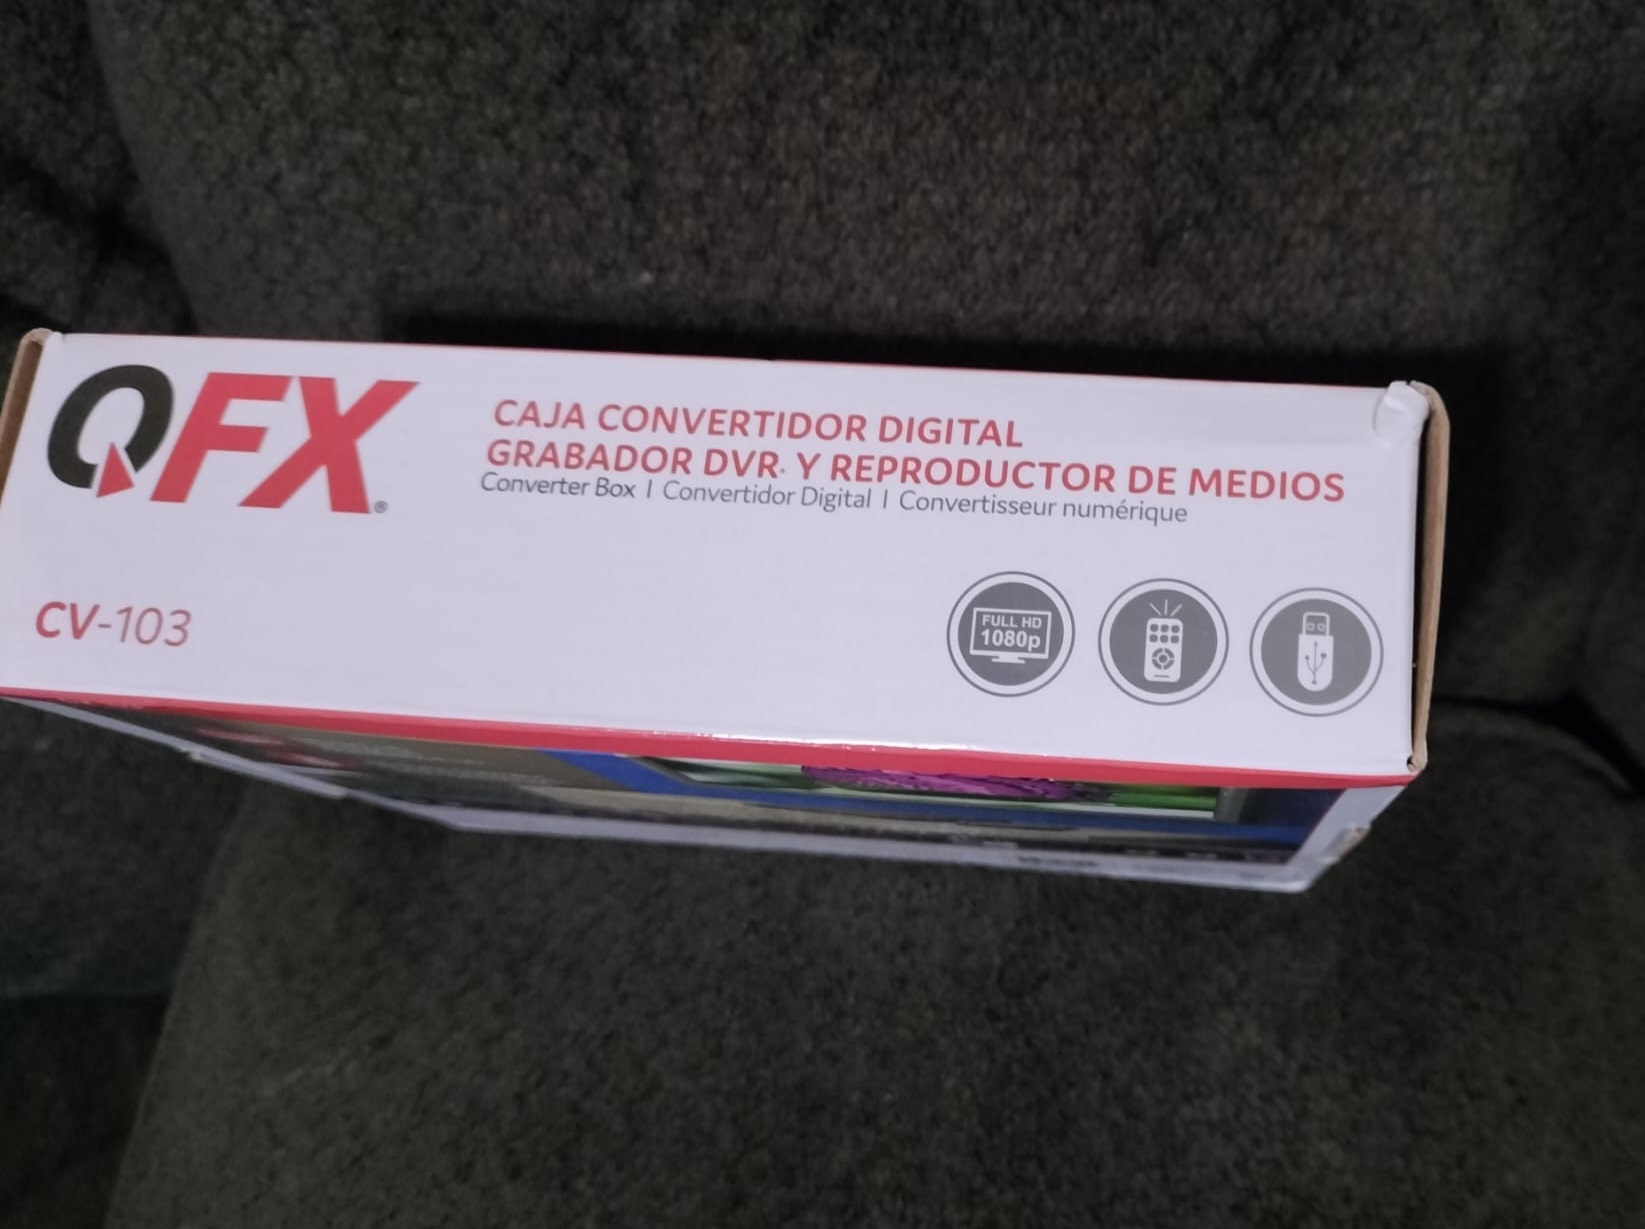 QFX®
CAJA CONVERTIDOR DIGITAL
GRABADOR DVR. Y REPRODUCTOR DE MEDIOS
Converter Box I Convertidor Digital I Convertisseur numérique
CV-103
FULL HD
1080p